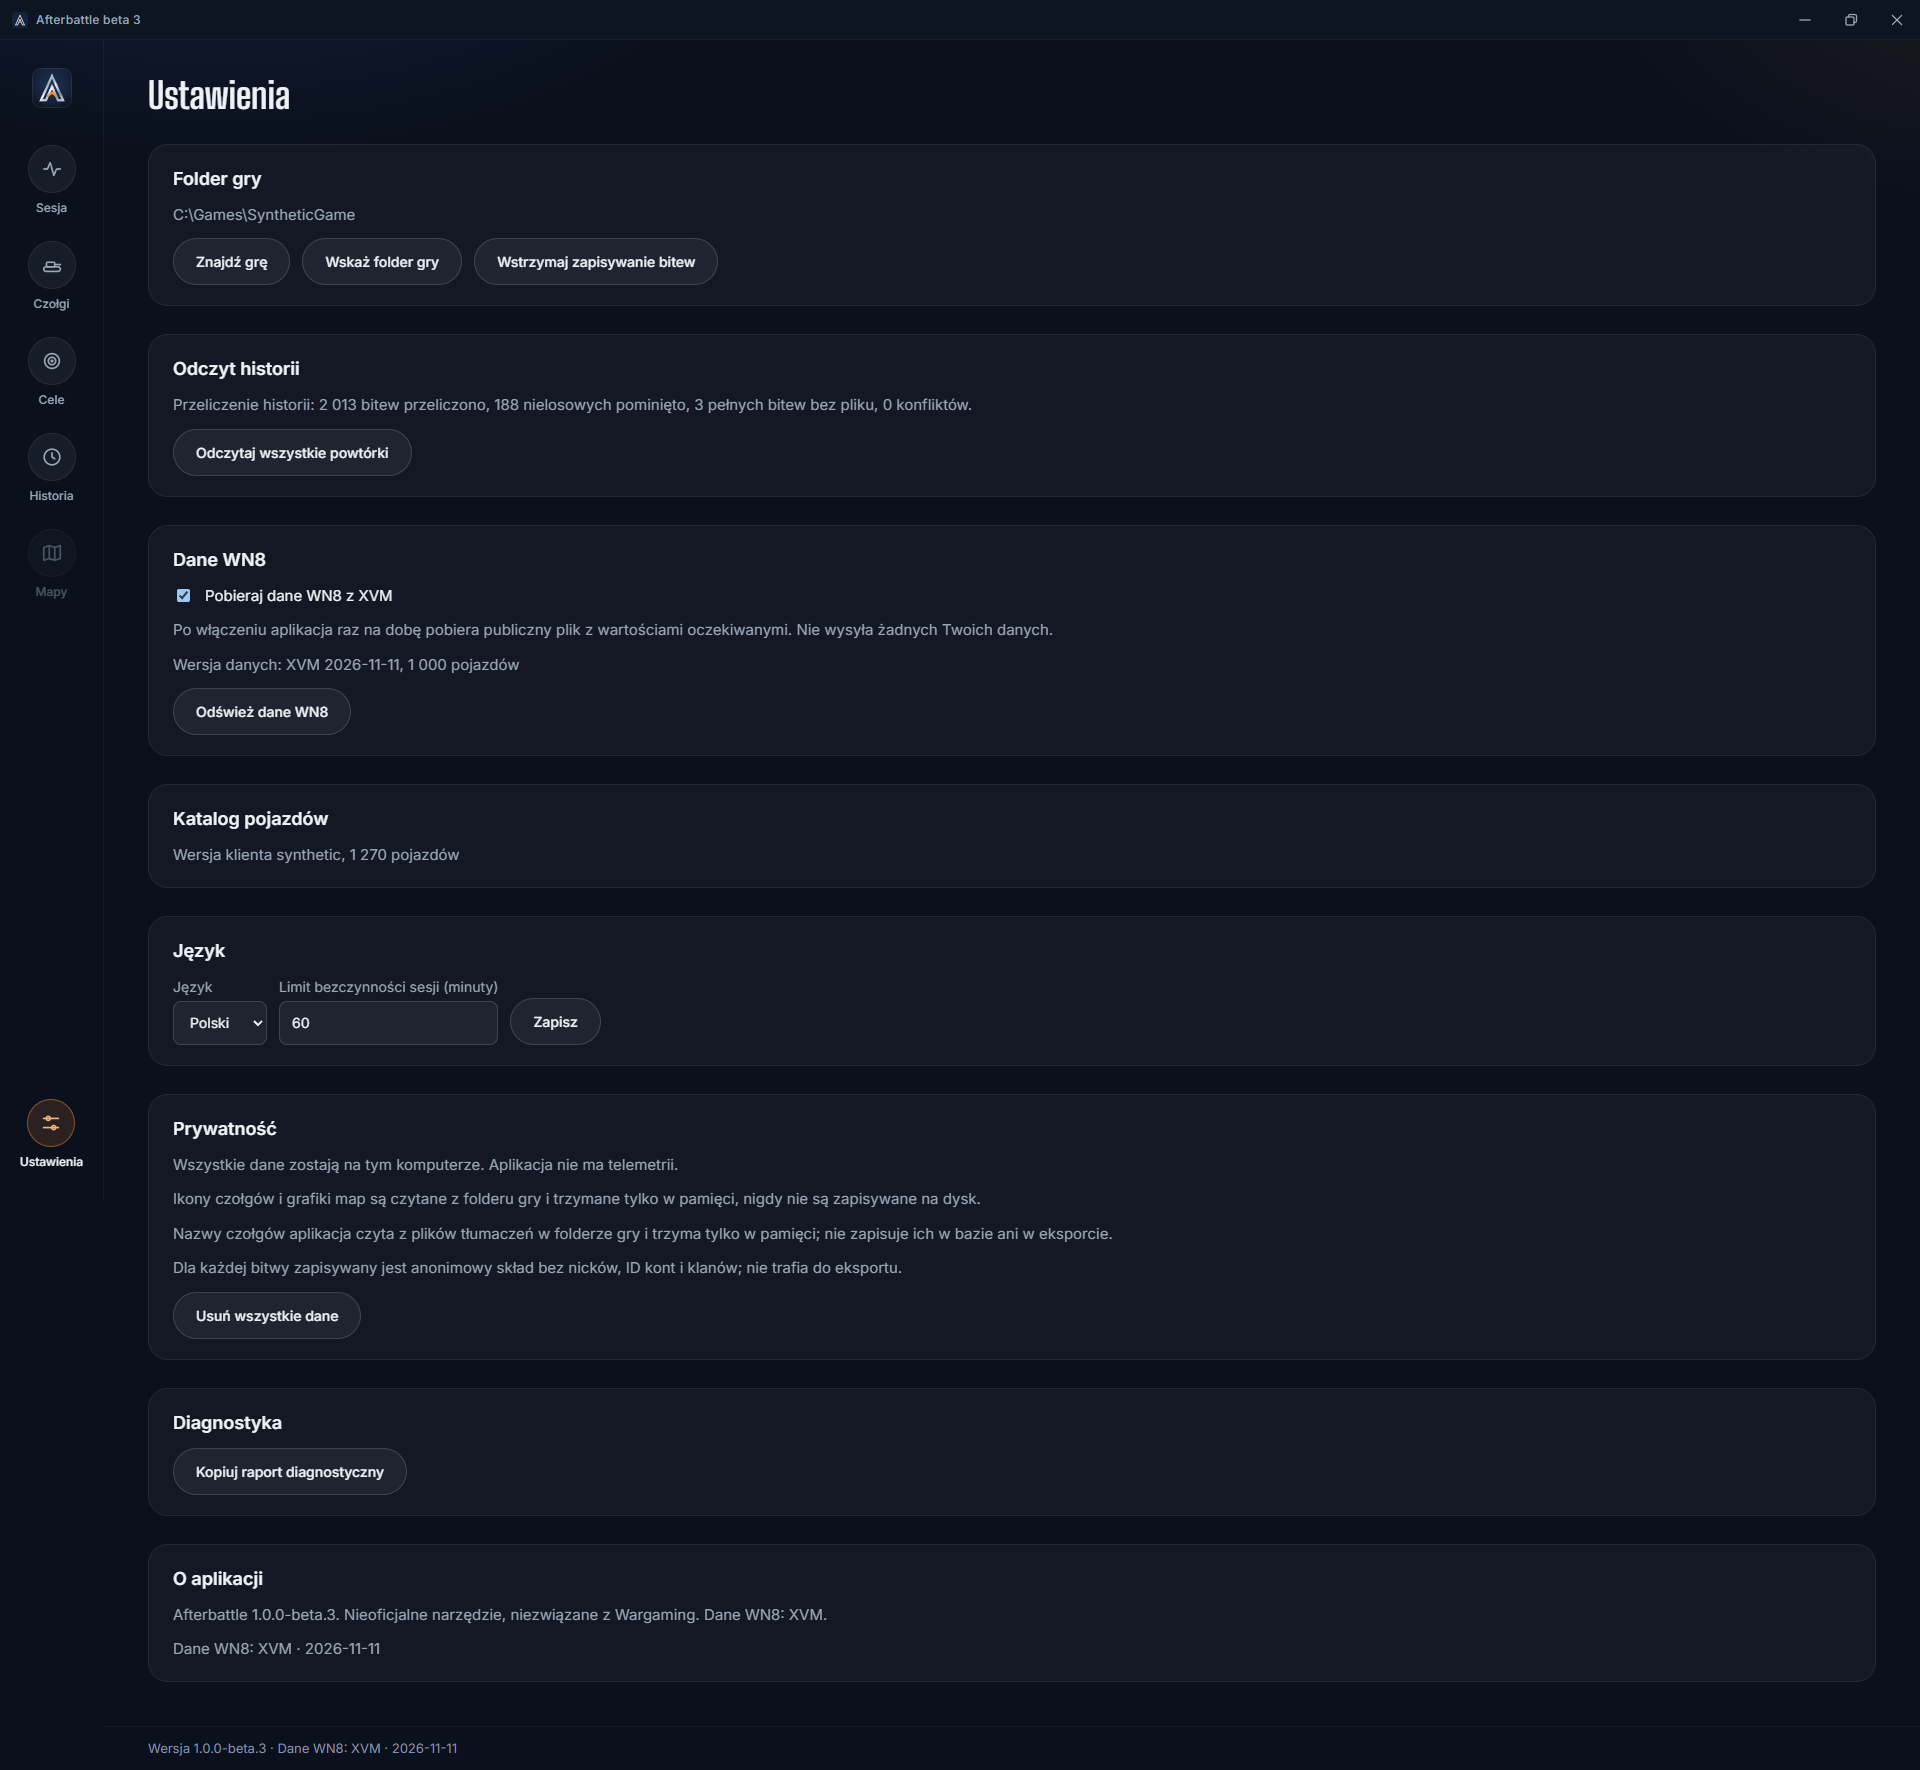 Afterbattle beta 3
Ustawienia
Sesja
Czołgi
Cele
Historia
Mapy
Ustawienia
Folder gry
C:\Games\SyntheticGame
Znajdź grę
Wskaż folder gry
Wstrzymaj zapisywanie bitew
Odczyt historii
Przeliczenie historii: 2 013 bitew przeliczono, 188 nielosowych pominięto, 3 pełnych bitew bez pliku, 0 konfliktów.
Odczytaj wszystkie powtórki
Dane WN8
Pobieraj dane WN8 z XVM
Po włączeniu aplikacja raz na dobę pobiera publiczny plik z wartościami oczekiwanymi. Nie wysyła żadnych Twoich danych.
Wersja danych: XVM 2026-11-11, 1 000 pojazdów
Odśwież dane WN8
Katalog pojazdów
Wersja klienta synthetic, 1 270 pojazdów
Język
Język
Limit bezczynności sesji (minuty)
Polski
60
Zapisz
Prywatność
Wszystkie dane zostają na tym komputerze. Aplikacja nie ma telemetrii.
Ikony czołgów i grafiki map są czytane z folderu gry i trzymane tylko w pamięci, nigdy nie są zapisywane na dysk.
Nazwy czołgów aplikacja czyta z plików tłumaczeń w folderze gry i trzyma tylko w pamięci; nie zapisuje ich w bazie ani w eksporcie.
Dla każdej bitwy zapisywany jest anonimowy skład bez nicków, ID kont i klanów; nie trafia do eksportu.
Usuń wszystkie dane
Diagnostyka
Kopiuj raport diagnostyczny
O aplikacji
Afterbattle 1.0.0-beta.3. Nieoficjalne narzędzie, niezwiązane z Wargaming. Dane WN8: XVM.
Dane WN8: XVM · 2026-11-11
Wersja 1.0.0-beta.3 · Dane WN8: XVM · 2026-11-11